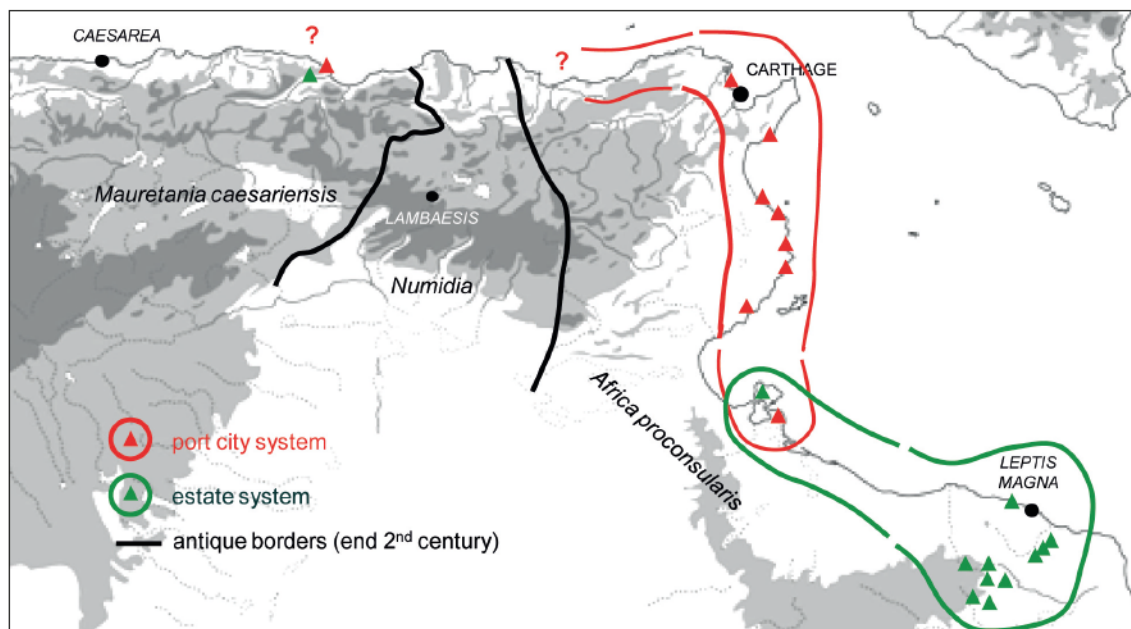 CAESAREA
?
?
CARTHAGE
Mauretania caesariensis
LAMBAESIS
Numidia
Africa proconsularis
port city system
estate system
antique borders (end 2nd century)
LEPTIS
MAGNA